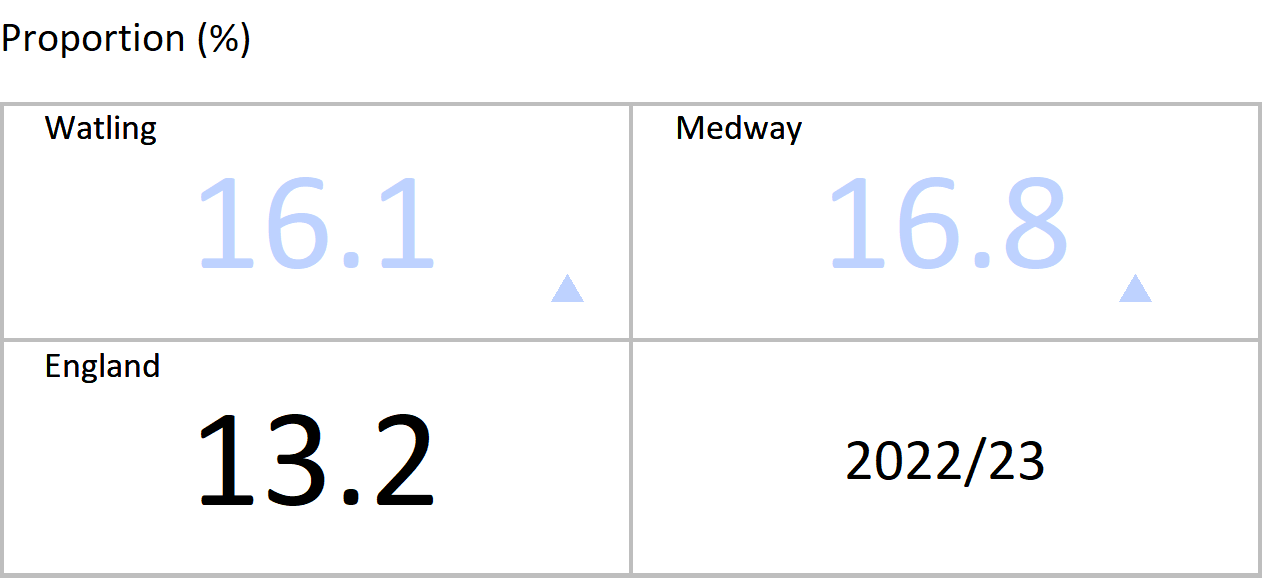 Proportion (%)
Watling
16.1
Medway
16.8
England
13.2
2022/23